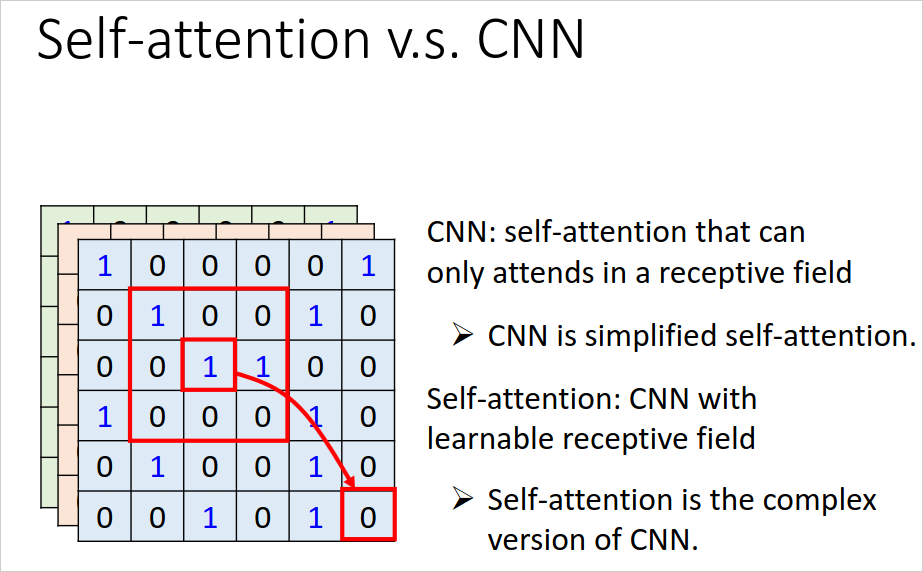 Self-attention v.s. CNN
1 0 0 0 0 1
0 1 0 0 1 0
0 0 1 1 0 0
1 0 0 0 1 0
0 1 0 0 1 0
0 0 1 0 1 0
CNN: self-attention that can
only attends in a receptive field
➢ CNN is simplified self-attention.
Self-attention: CNN with
learnable receptive field
➢ Self-attention is the complex
version of CNN.